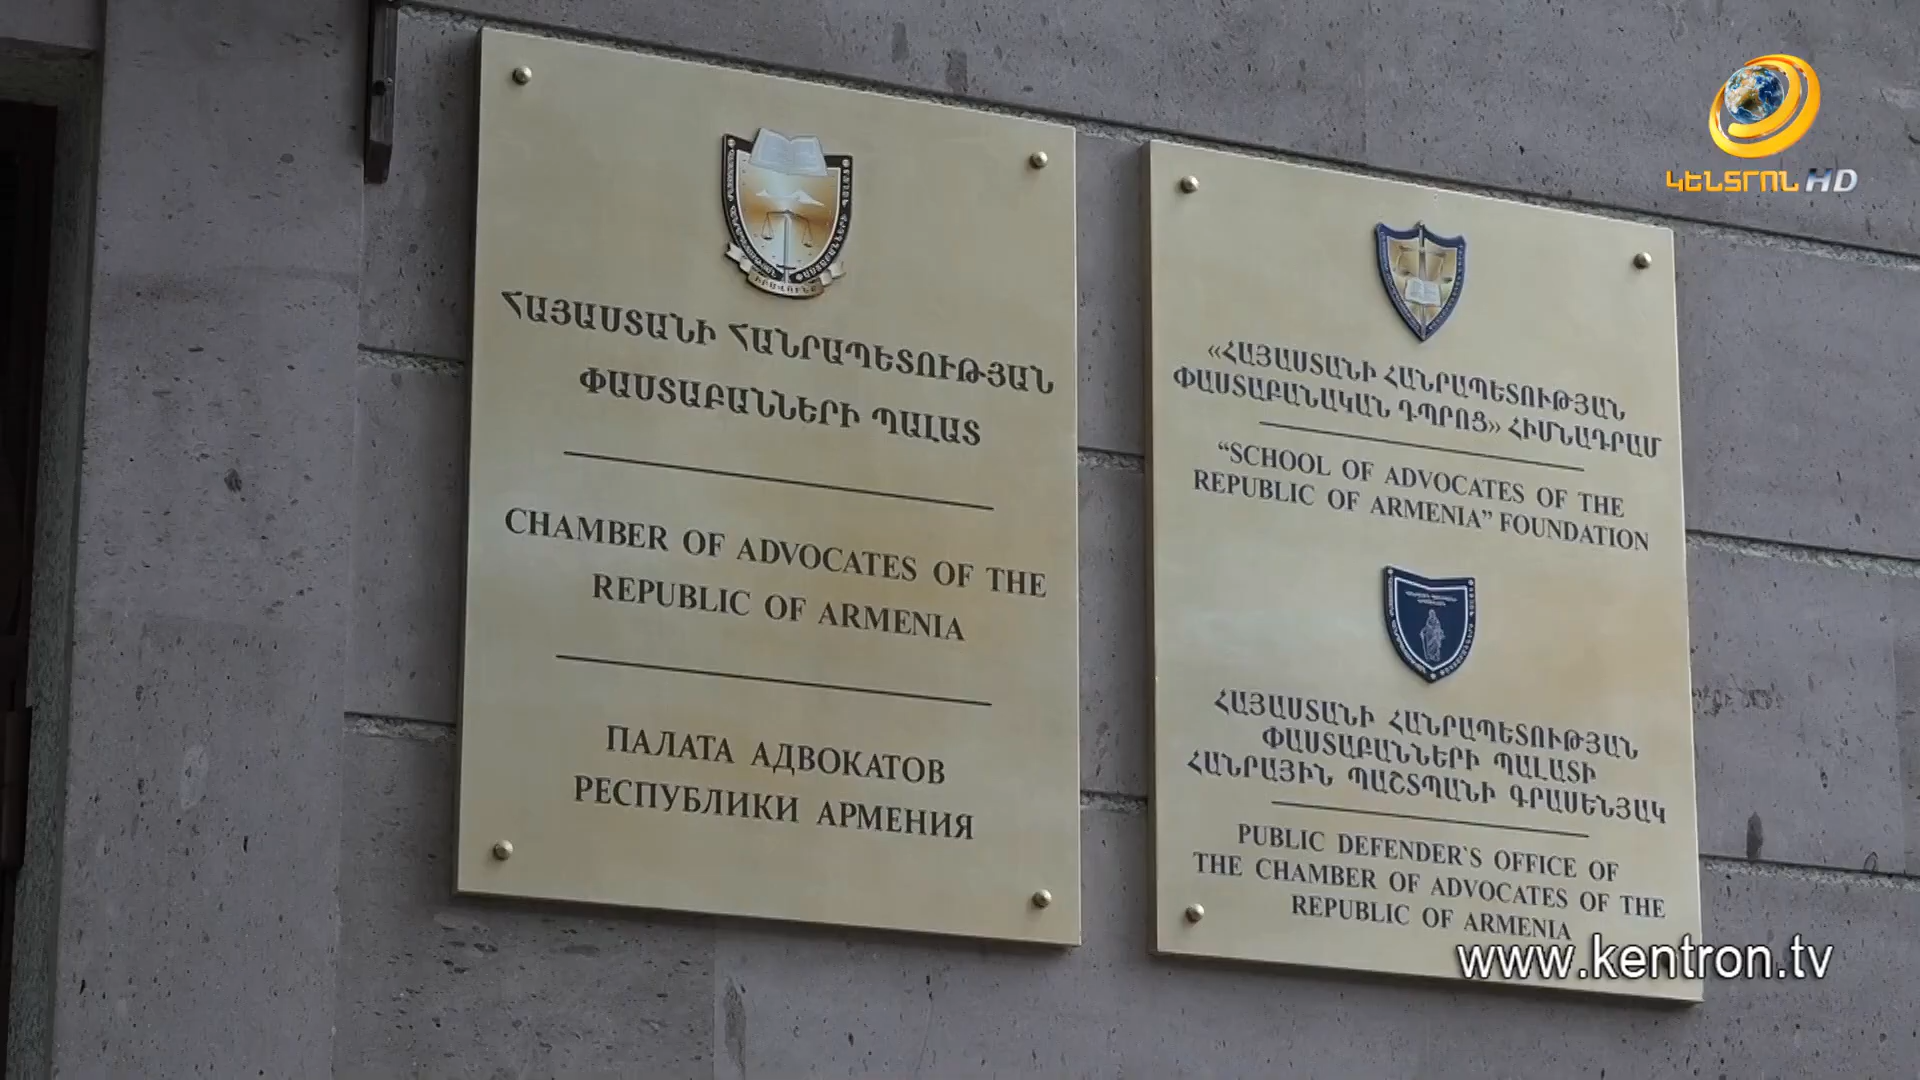 ՀԱՅԱՍՏԱՆԻ ՀԱՆՐԱՊԵՏՈՒԹՅԱՆ
ՓԱՍՏԱԲԱՆՆԵՐԻ ՊԱԼԱՏ
CHAMBER OF ADVOCATES OF THE
REPUBLIC OF ARMENIA
ПАЛАТА АДВОКАТОВ
РЕСПУБЛИКИ АРМЕНИЯ
«ՀԱՅԱՍՏԱՆԻ ՀԱՆՐԱՊԵՏՈՒԹՅԱՆ
ՓԱՍՏԱԲԱՆԱԿԱՆ ԴՊՐՈՑ» ՀԻՄՆԱԴՐԱՄ
“SCHOOL OF ADVOCATES OF THE
REPUBLIC OF ARMENIA” FOUNDATION
ՀԱՅԱՍՏԱՆԻ ՀԱՆՐԱՊԵՏՈՒԹՅԱՆ
ՓԱՍՏԱԲԱՆՆԵՐԻ ՊԱԼԱՏԻ
ՀԱՆՐԱՅԻՆ ՊԱՇՏՊԱՆԻ ԳՐԱՍԵՆՅԱԿ
PUBLIC DEFENDER`S OFFICE OF
THE CHAMBER OF ADVOCATES OF THE
REPUBLIC OF ARMENIA
ԿԵՆՏՐՈՆ HD
www.kentron.tv